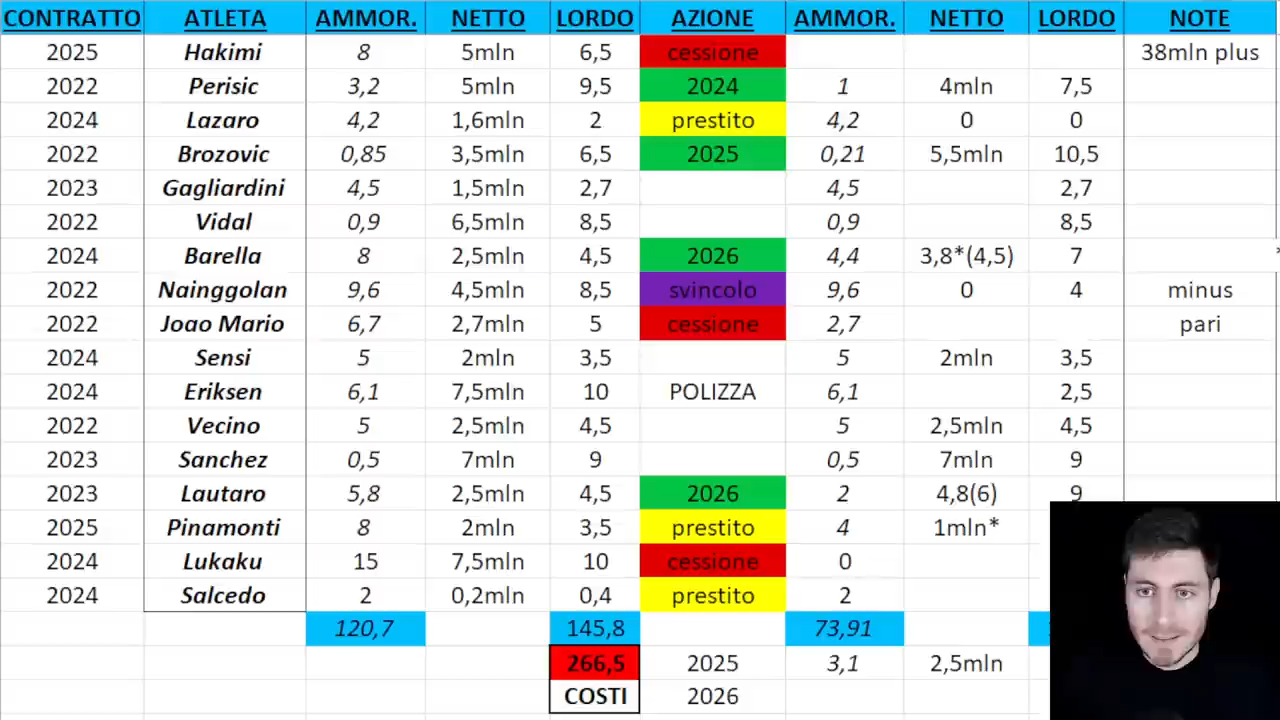 CONTRATTO ATLETA AMMOR. NETTO LORDO AZIONE AMMOR. NETTO LORDO NOTE
2025 Hakimi 8 5mln 6,5 cessione 38mln plus
2022 Perisic 3,2 5mln 9,5 2024 1 4mln 7,5
2024 Lazaro 4,2 1,6mln 2 prestito 4,2 0 0
2022 Brozovic 0,85 3,5mln 6,5 2025 0,21 5,5mln 10,5
2023 Gagliardini 4,5 1,5mln 2,7 4,5 2,7
2022 Vidal 0,9 6,5mln 8,5 0,9 8,5
2024 Barella 8 2,5mln 4,5 2026 4,4 3,8*(4,5) 7 *
2022 Nainggolan 9,6 4,5mln 8,5 svincolo 9,6 0 4 minus
2022 Joao Mario 6,7 2,7mln 5 cessione 2,7 pari
2024 Sensi 5 2mln 3,5 5 2mln 3,5
2024 Eriksen 6,1 7,5mln 10 POLIZZA 6,1 2,5
2022 Vecino 5 2,5mln 4,5 5 2,5mln 4,5
2023 Sanchez 0,5 7mln 9 0,5 7mln 9
2023 Lautaro 5,8 2,5mln 4,5 2026 2 4,8(6) 9
2025 Pinamonti 8 2mln 3,5 prestito 4 1mln*
2024 Lukaku 15 7,5mln 10 cessione 0
2024 Salcedo 2 0,2mln 0,4 prestito 2
120,7 145,8 73,91
266,5 2025 3,1 2,5mln
COSTI 2026